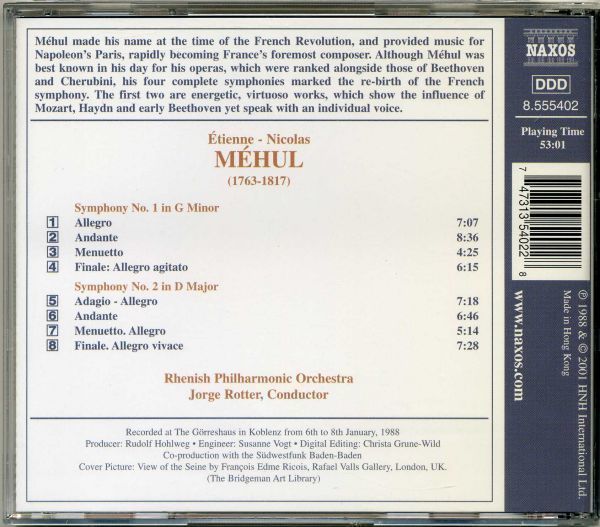 Méhul made his name at the time of the French Revolution, and provided music for
Napoleon's Paris, rapidly becoming France's foremost composer. Although Méhul was
best known in his day for his operas, which were ranked alongside those of Beethoven
and Cherubini, his four complete symphonies marked the re-birth of the French
symphony. The first two are energetic, virtuoso works, which show the influence of
Mozart, Haydn and early Beethoven yet speak with an individual voice.
Étienne - Nicolas
MÉHUL
(1763-1817)
Symphony No. 1 in G Minor
1 Allegro 7:07
2 Andante 8:36
3 Menuetto 4:25
4 Finale: Allegro agitato 6:15
Symphony No. 2 in D Major
5 Adagio - Allegro 7:18
6 Andante 6:46
7 Menuetto. Allegro 5:14
8 Finale. Allegro vivace 7:28
Rhenish Philharmonic Orchestra
Jorge Rotter, Conductor
Recorded at The Görreshaus in Koblenz from 6th to 8th January, 1988
Producer: Rudolf Hohlweg • Engineer: Susanne Vogt • Digital Editing: Christa Grune-Wild
Co-production with the Südwestfunk Baden-Baden
Cover Picture: View of the Seine by François Edme Ricois, Rafael Valls Gallery, London, UK.
(The Bridgeman Art Library)
NAXOS
DDD
8.555402
Playing Time
53:01
7 47313 54022 8
www.naxos.com
℗ 1988 & © 2001 HNH International Ltd.
Made in Hong Kong